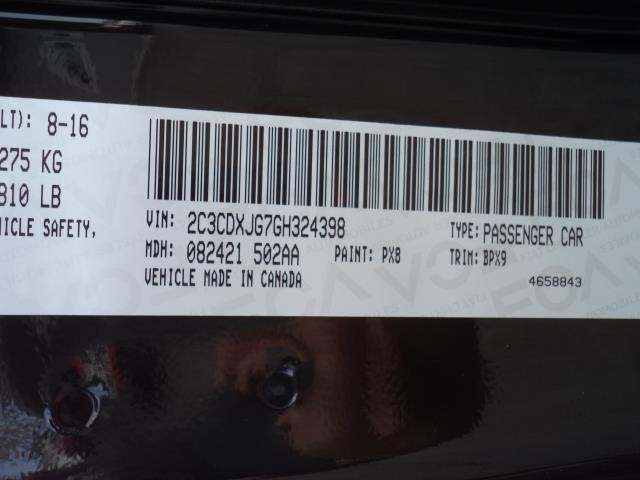 LT): 8-16
275 KG
810 LB
HICLE SAFETY,
VIN: 2C3CDXJG7GH324398 TYPE: PASSENGER CAR
MDH: 082421 502AA PAINT: PX8 TRIM: BPX9
VEHICLE MADE IN CANADA 4658843